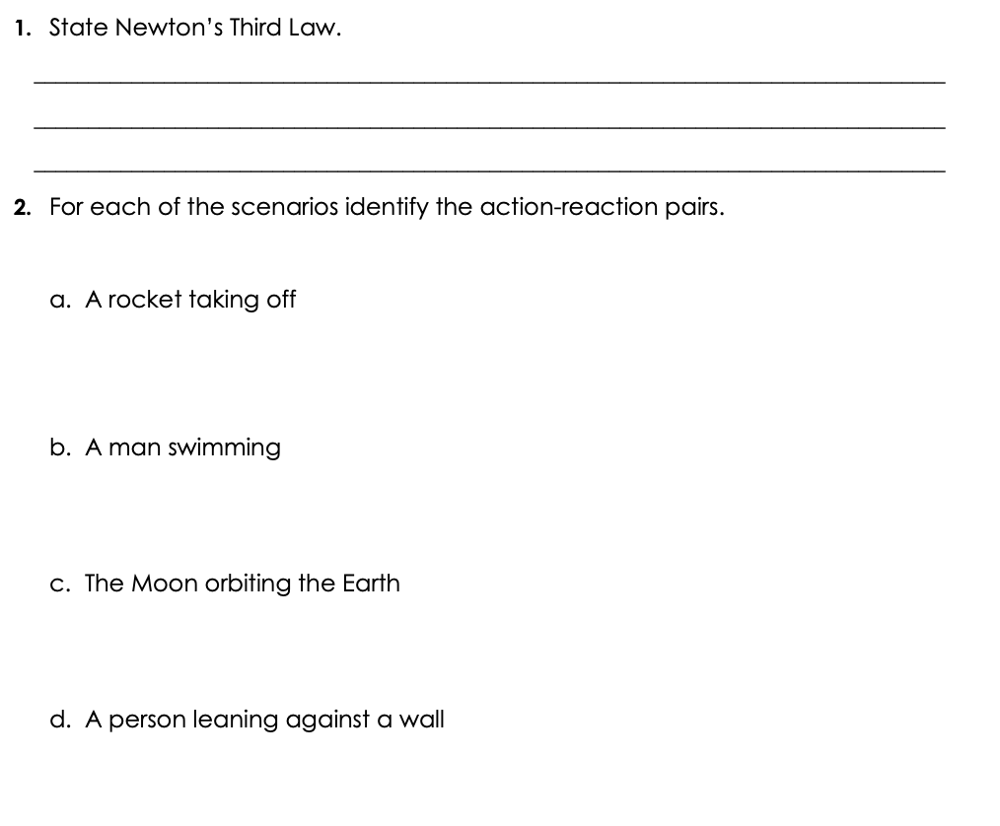 1. State Newton’s Third Law.
2. For each of the scenarios identify the action-reaction pairs.
a. A rocket taking off
b. A man swimming
c. The Moon orbiting the Earth
d. A person leaning against a wall